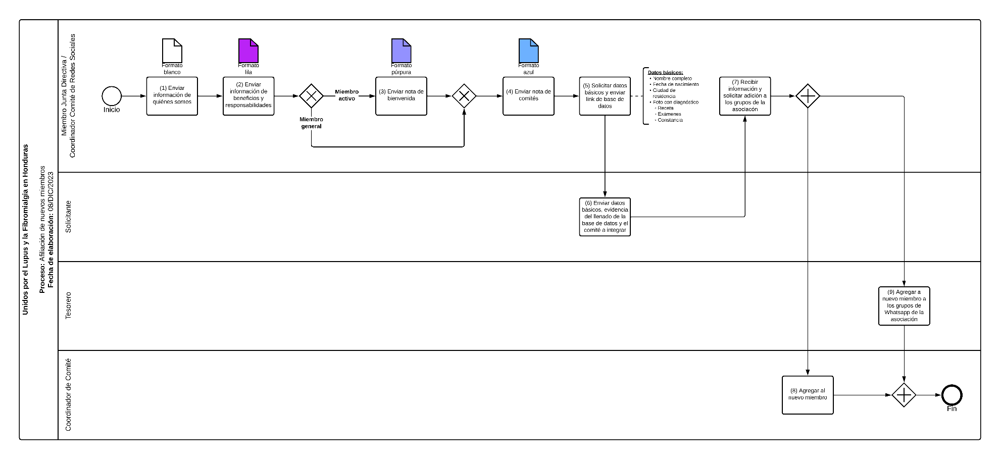 Unidos por el Lupus y la Fibromialgia en Honduras
Proceso: Afiliación de nuevos miembros
Fecha de elaboración: 08/DIC/2023
Miembro Junta Directiva /
Coordinador Comité de Redes Sociales
Inicio
Formato
blanco
(1) Enviar
información de
quiénes somos
Formato
lila
(2) Enviar
información de
beneficios y
responsabilidades
Miembro
activo
Miembro
general
Formato
púrpura
(3) Enviar nota de
bienvenida
Formato
azul
(4) Enviar nota de
comités
(5) Solicitar datos
básicos y enviar
link de base de
datos
Datos básicos:
• Nombre completo
• Fecha de nacimiento
• Ciudad de
residencia
• Foto con diagnóstico
◦ Receta
◦ Exámenes
◦ Constancia
(7) Recibir
información y
solicitar adición a
los grupos de la
asociacón
Solicitante
(6) Enviar datos
básicos, evidencia
del llenado de la
base de datos y el
comité a integrar
Tesorero
(9) Agregar a
nuevo miembro a
los grupos de
Whatsapp de la
asociación
Coordinador de Comité
(8) Agregar al
nuevo miembro
Fin